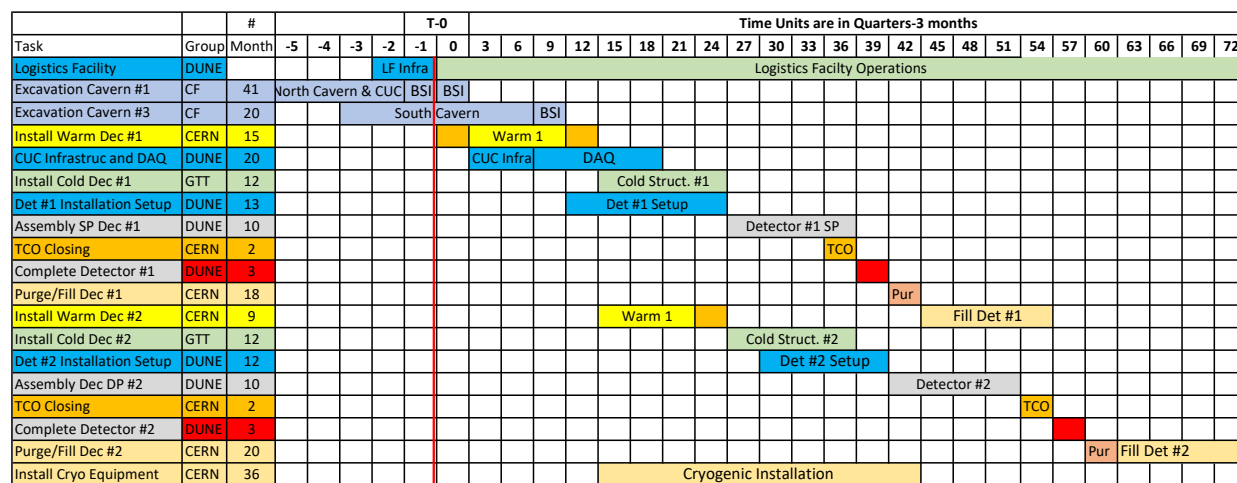 # T-0 Time Units are in Quarters-3 months
Task Group Month -5 -4 -3 -2 -1 0 3 6 9 12 15 18 21 24 27 30 33 36 39 42 45 48 51 54 57 60 63 66 69 72
Logistics Facility DUNE LF Infra Logistics Facilty Operations
Excavation Cavern #1 CF 41 North Cavern & CUC BSI BSI
Excavation Cavern #3 CF 20 South Cavern BSI
Install Warm Dec #1 CERN 15 Warm 1
CUC Infrastruc and DAQ DUNE 20 CUC Infra DAQ
Install Cold Dec #1 GTT 12 Cold Struct. #1
Det #1 Installation Setup DUNE 13 Det #1 Setup
Assembly SP Dec #1 DUNE 10 Detector #1 SP
TCO Closing CERN 2 TCO
Complete Detector #1 DUNE 3
Purge/Fill Dec #1 CERN 18 Pur
Install Warm Dec #2 CERN 9 Warm 1 Fill Det #1
Install Cold Dec #2 GTT 12 Cold Struct. #2
Det #2 Installation Setup DUNE 12 Det #2 Setup
Assembly Dec DP #2 DUNE 10 Detector #2
TCO Closing CERN 2 TCO
Complete Detector #2 DUNE 3
Purge/Fill Dec #2 CERN 20 Pur Fill Det #2
Install Cryo Equipment CERN 36 Cryogenic Installation